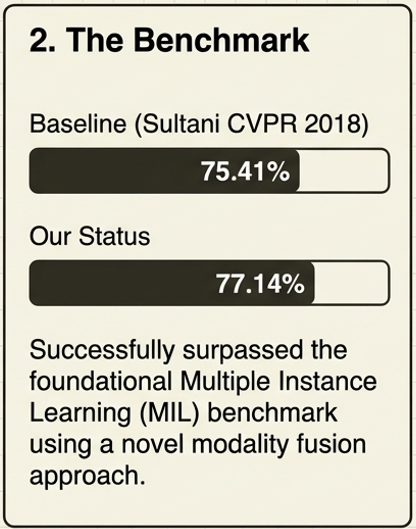 2. The Benchmark
Baseline (Sultani CVPR 2018)
75.41%
Our Status
77.14%
Successfully surpassed the
foundational Multiple Instance
Learning (MIL) benchmark
using a novel modality fusion
approach.